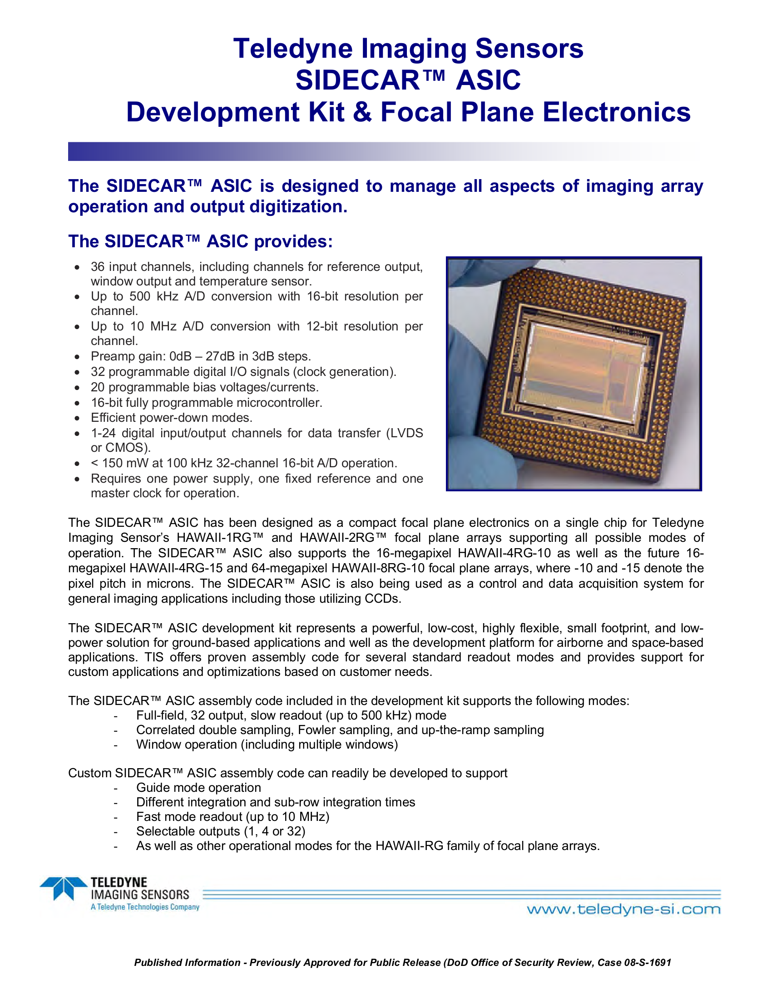 Teledyne Imaging Sensors
SIDECAR™ ASIC
Development Kit & Focal Plane Electronics
The SIDECAR™ ASIC is designed to manage all aspects of imaging array
operation and output digitization.
The SIDECAR™ ASIC provides:
• 36 input channels, including channels for reference output,
window output and temperature sensor.
• Up to 500 kHz A/D conversion with 16-bit resolution per
channel.
• Up to 10 MHz A/D conversion with 12-bit resolution per
channel.
• Preamp gain: 0dB – 27dB in 3dB steps.
• 32 programmable digital I/O signals (clock generation).
• 20 programmable bias voltages/currents.
• 16-bit fully programmable microcontroller.
• Efficient power-down modes.
• 1-24 digital input/output channels for data transfer (LVDS
or CMOS).
• < 150 mW at 100 kHz 32-channel 16-bit A/D operation.
• Requires one power supply, one fixed reference and one
master clock for operation.
The SIDECAR™ ASIC has been designed as a compact focal plane electronics on a single chip for Teledyne
Imaging Sensor’s HAWAII-1RG™ and HAWAII-2RG™ focal plane arrays supporting all possible modes of
operation. The SIDECAR™ ASIC also supports the 16-megapixel HAWAII-4RG-10 as well as the future 16-
megapixel HAWAII-4RG-15 and 64-megapixel HAWAII-8RG-10 focal plane arrays, where -10 and -15 denote the
pixel pitch in microns. The SIDECAR™ ASIC is also being used as a control and data acquisition system for
general imaging applications including those utilizing CCDs.
The SIDECAR™ ASIC development kit represents a powerful, low-cost, highly flexible, small footprint, and low-
power solution for ground-based applications and well as the development platform for airborne and space-based
applications. TIS offers proven assembly code for several standard readout modes and provides support for
custom applications and optimizations based on customer needs.
The SIDECAR™ ASIC assembly code included in the development kit supports the following modes:
- Full-field, 32 output, slow readout (up to 500 kHz) mode
- Correlated double sampling, Fowler sampling, and up-the-ramp sampling
- Window operation (including multiple windows)
Custom SIDECAR™ ASIC assembly code can readily be developed to support
- Guide mode operation
- Different integration and sub-row integration times
- Fast mode readout (up to 10 MHz)
- Selectable outputs (1, 4 or 32)
- As well as other operational modes for the HAWAII-RG family of focal plane arrays.
TELEDYNE
IMAGING SENSORS
A Teledyne Technologies Company
www.teledyne-si.com
Published Information - Previously Approved for Public Release (DoD Office of Security Review, Case 08-S-1691